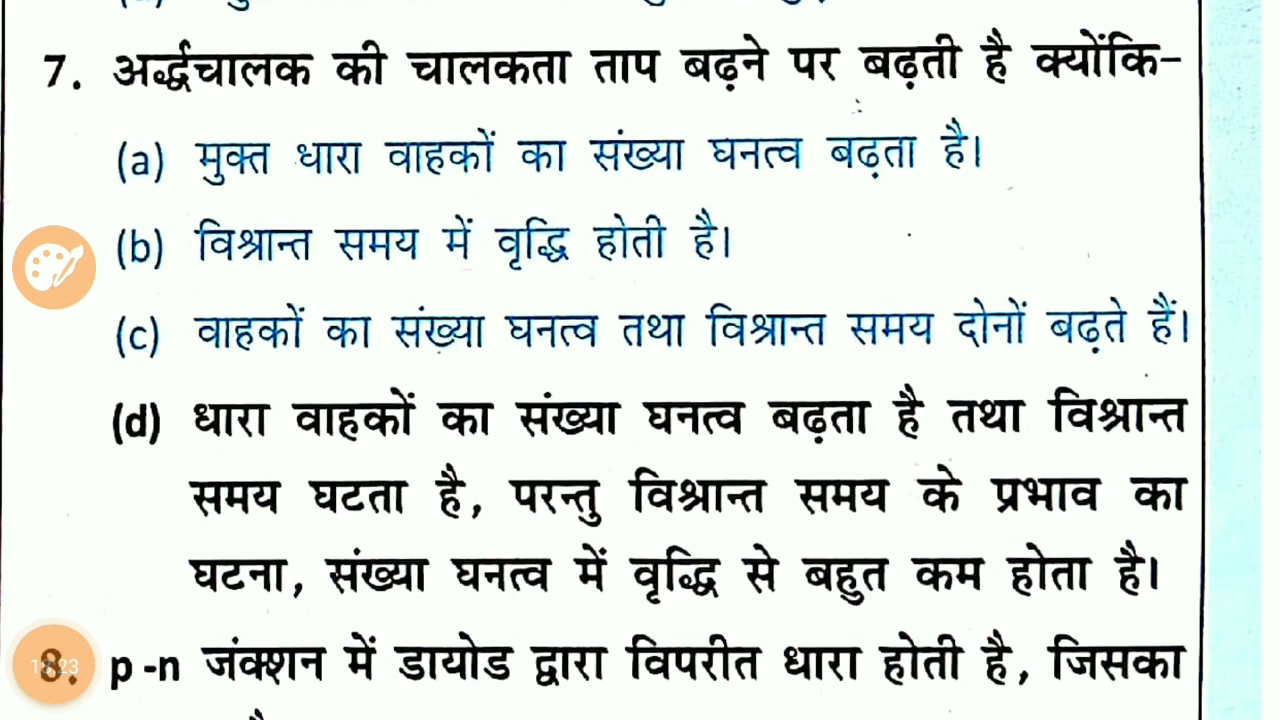 7. अर्द्धचालक की चालकता ताप बढ़ने पर बढ़ती है क्योंकि-
(a) मुक्त धारा वाहकों का संख्या घनत्व बढ़ता है।
(b) विश्रान्त समय में वृद्धि होती है।
(c) वाहकों का संख्या घनत्व तथा विश्रान्त समय दोनों बढ़ते हैं।
(d) धारा वाहकों का संख्या घनत्व बढ़ता है तथा विश्रान्त
समय घटता है, परन्तु विश्रान्त समय के प्रभाव का
घटना, संख्या घनत्व में वृद्धि से बहुत कम होता है।
8. p-n जंक्शन में डायोड द्वारा विपरीत धारा होती है, जिसका